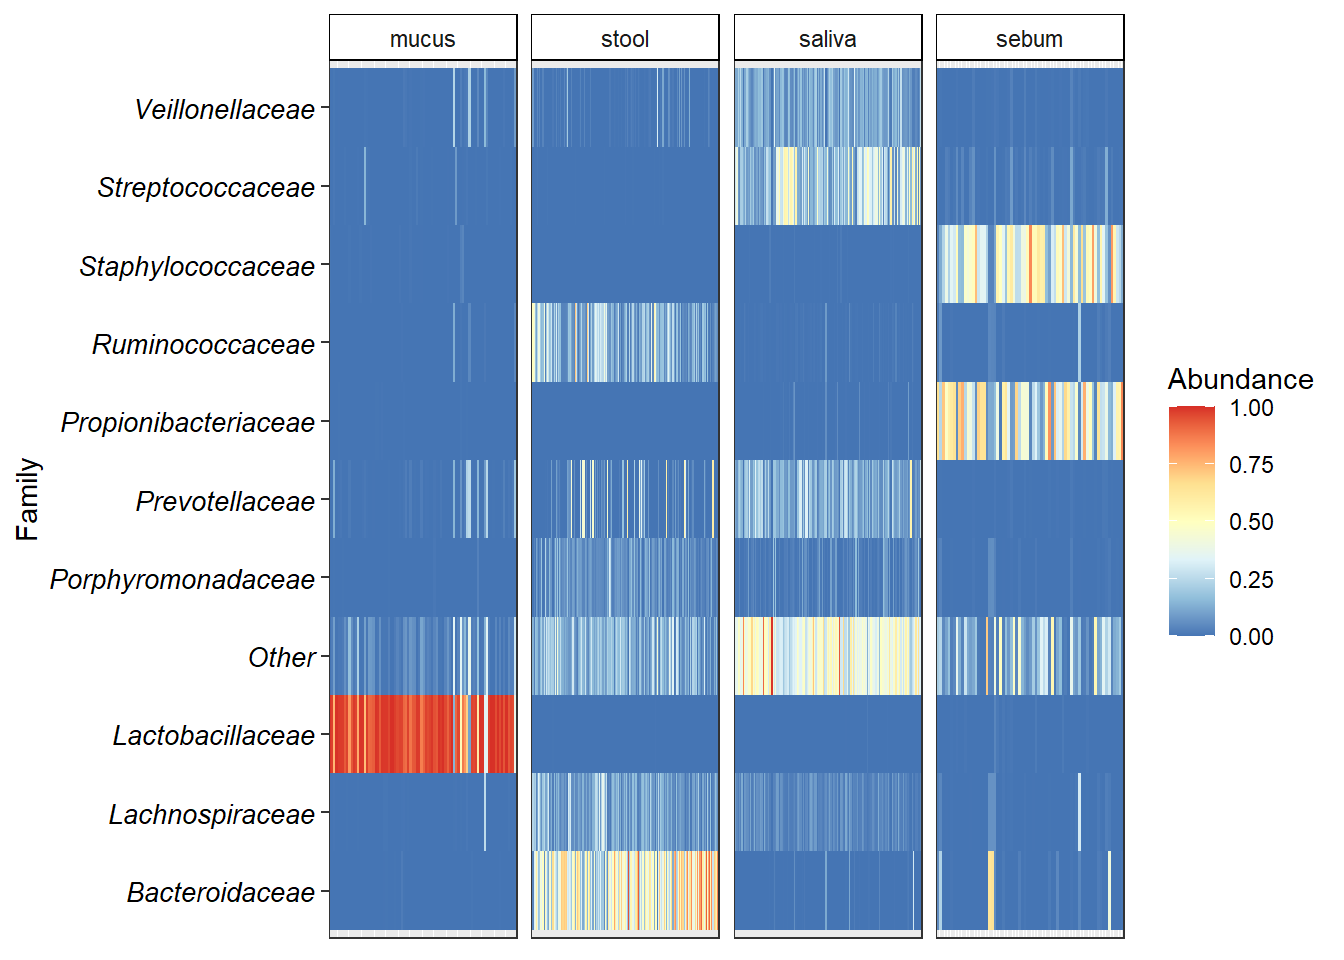 mucus stool saliva sebum
Veillonellaceae
Streptococcaceae
Staphylococcaceae
Ruminococcaceae
Propionibacteriaceae
Prevotellaceae
Porphyromonadaceae
Other
Lactobacillaceae
Lachnospiraceae
Bacteroidaceae
Family
Abundance
1.00
0.75
0.50
0.25
0.00